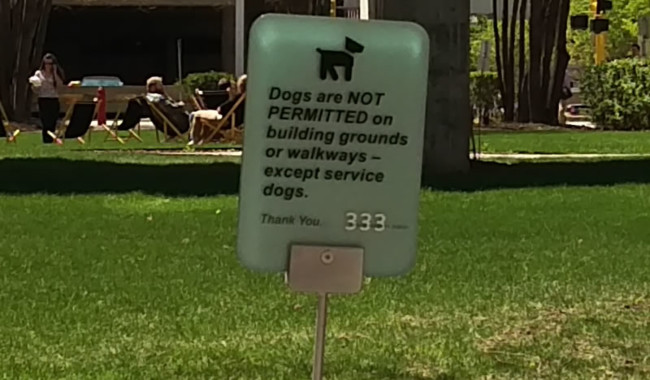 Dogs are NOT
PERMITTED on
building grounds
or walkways –
except service
dogs.
Thank You. 333